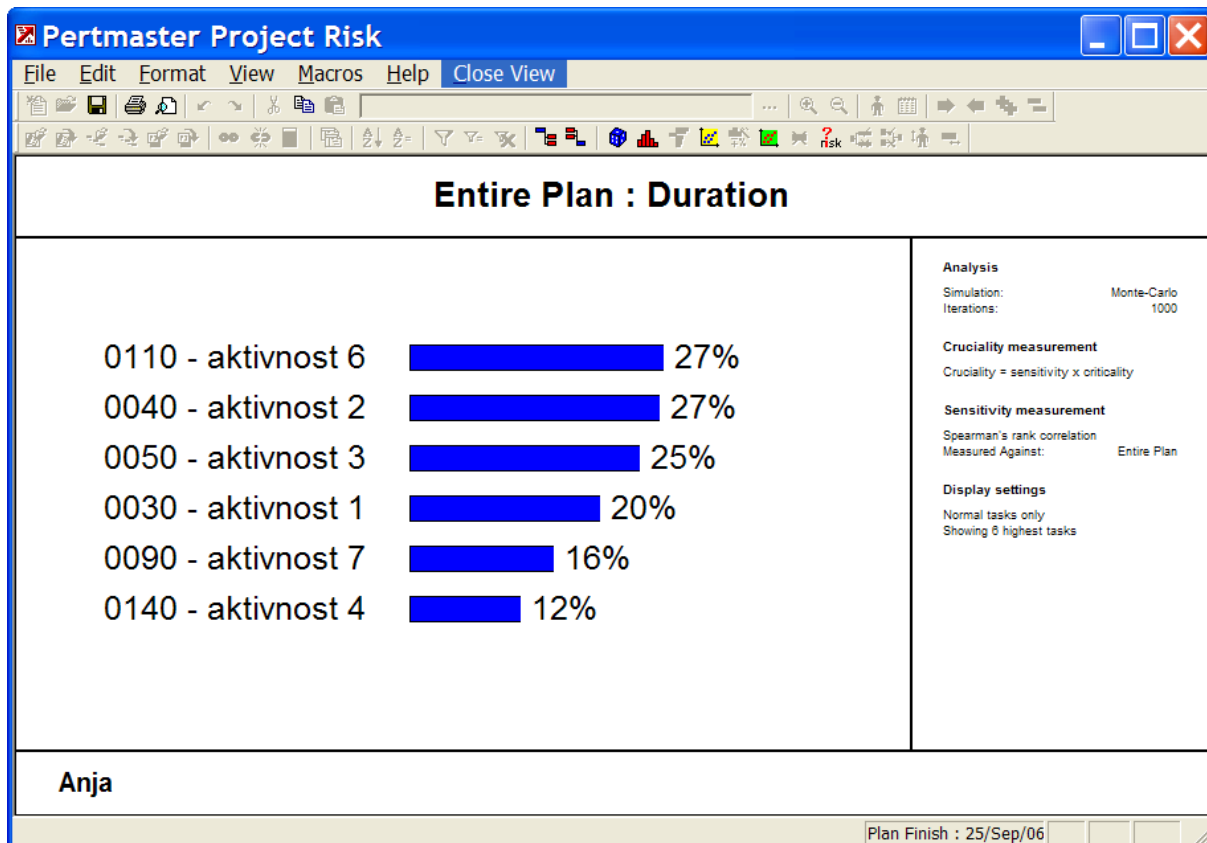 Pertmaster Project Risk
File Edit Format View Macros Help Close View
risk
Entire Plan : Duration
0110 - aktivnost 6 27%
0040 - aktivnost 2 27%
0050 - aktivnost 3 25%
0030 - aktivnost 1 20%
0090 - aktivnost 7 16%
0140 - aktivnost 4 12%
Analysis
Simulation: Monte-Carlo
Iterations: 1000
Cruciality measurement
Cruciality = sensitivity x criticality
Sensitivity measurement
Spearman's rank correlation
Measured Against: Entire Plan
Display settings
Normal tasks only
Showing 6 highest tasks
Anja
Plan Finish : 25/Sep/06